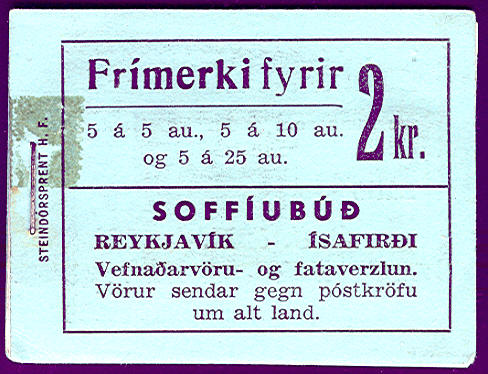 Frímerki fyrir 2 kr.
5 á 5 au., 5 á 10 au.
og 5 á 25 au.
SOFFÍUBÚÐ
REYKJAVÍK - ÍSAFIRÐI
Vefnaðarvöru- og fataverzlun.
Vörur sendar gegn póstkröfu
um alt land.
STEINDÓRSPRENT H. F.